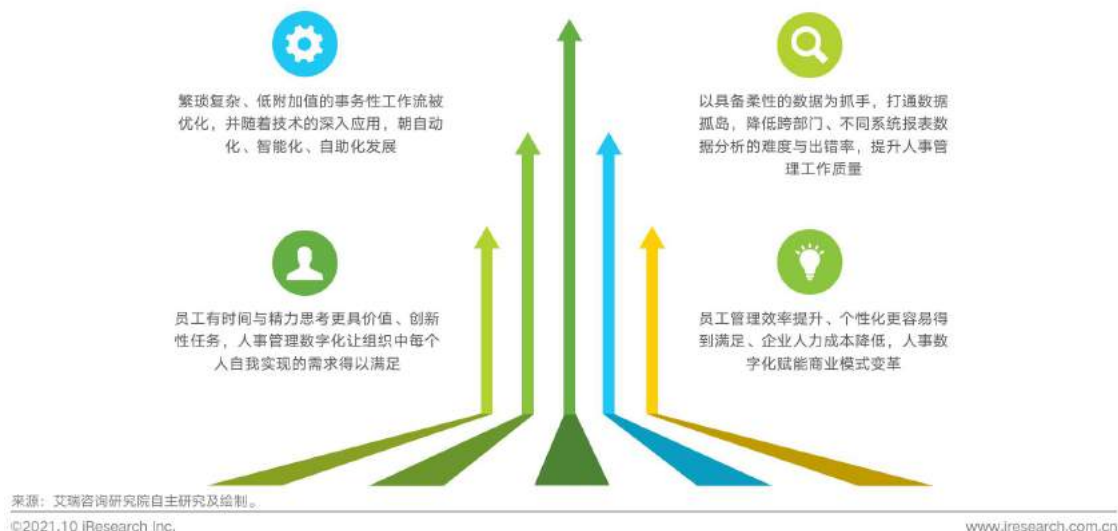 繁琐复杂、低附加值的事务性工作流被
优化，并随着技术的深入应用，朝自动
化、智能化、自助化发展
以具备柔性的数据为抓手，打通数据
孤岛，降低跨部门、不同系统报表数
据分析的难度与出错率，提升人事管
理工作质量
员工有时间与精力思考更具价值、创新
性任务，人事管理数字化让组织中每个
人自我实现的需求得以满足
员工管理效率提升、个性化更容易得
到满足、企业人力成本降低，人事数
字化赋能商业模式变革
来源：艾瑞咨询研究院自主研究及绘制。
©2021.10 iResearch Inc.
www.iresearch.com.cn